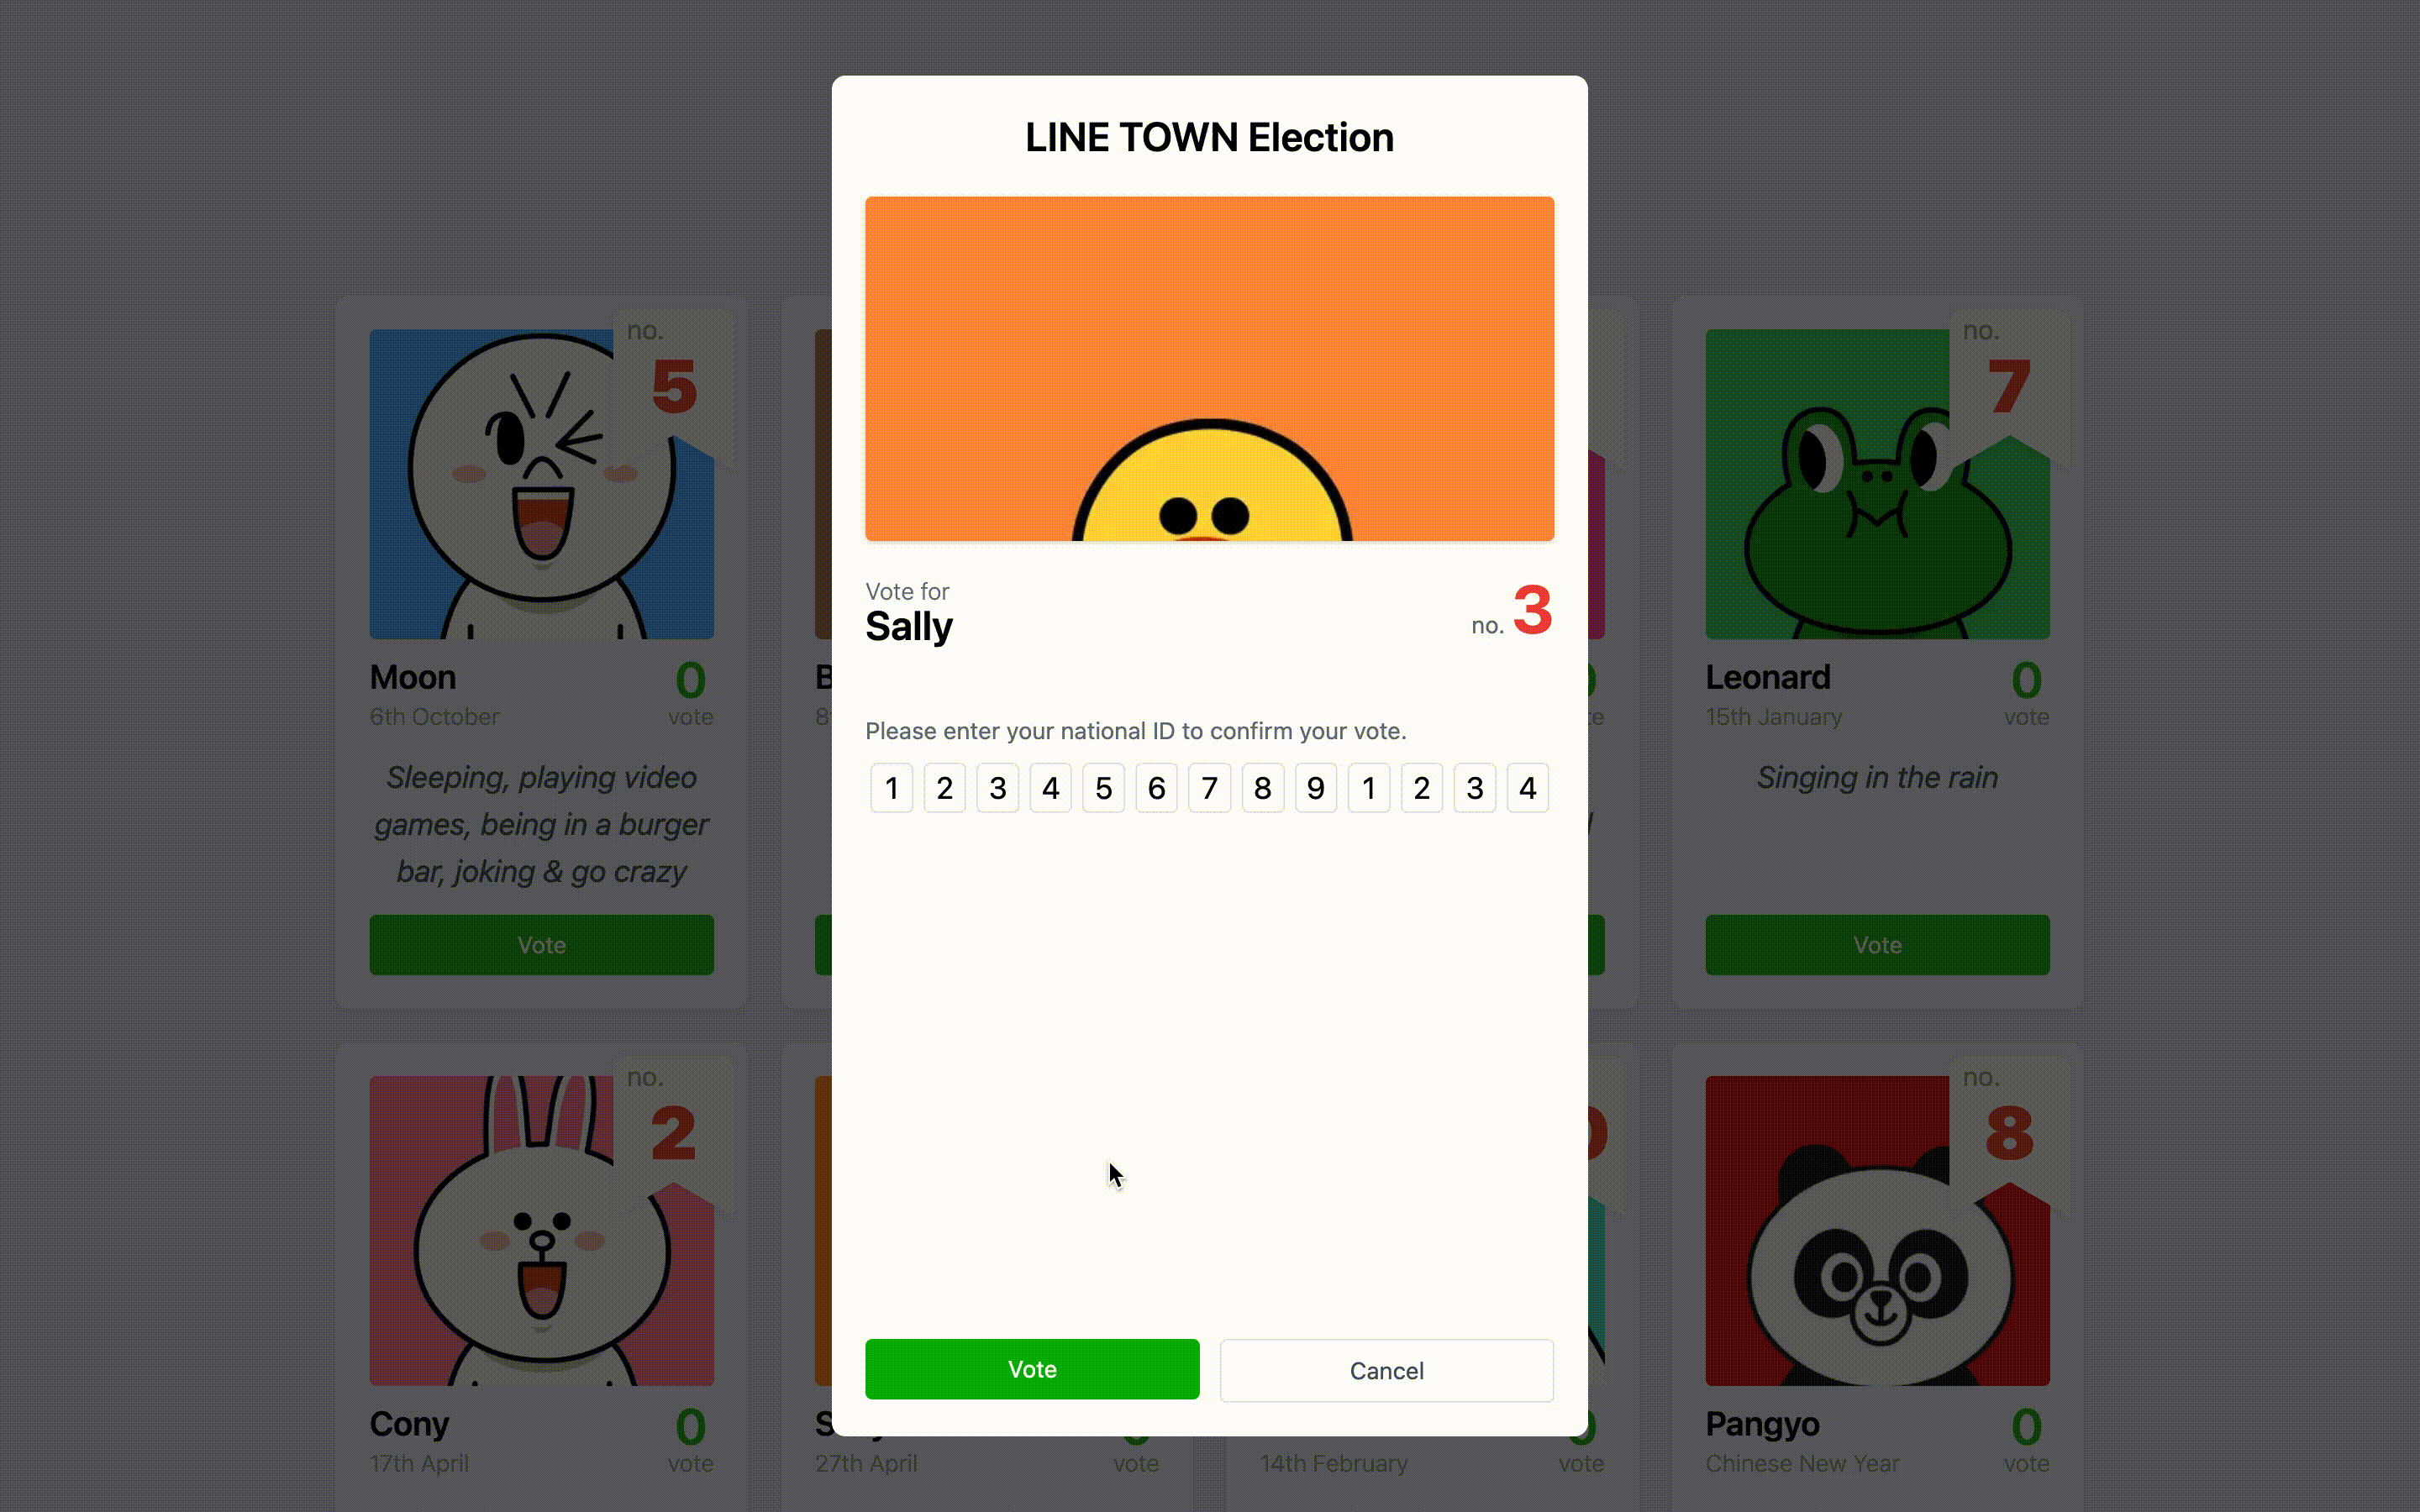 LINE TOWN Election
Vote for
Sally
no. 3
Please enter your national ID to confirm your vote.
1 2 3 4 5 6 7 8 9 1 2 3 4
Vote
Cancel
no.
5
Moon
0
6th October
vote
Sleeping, playing video
games, being in a burger
bar, joking & go crazy
Vote
no.
7
Leonard
0
15th January
vote
Singing in the rain
Vote
no.
2
Cony
0
17th April
vote
27th April
vote
14th February
vote
no.
8
Pangyo
0
Chinese New Year
vote